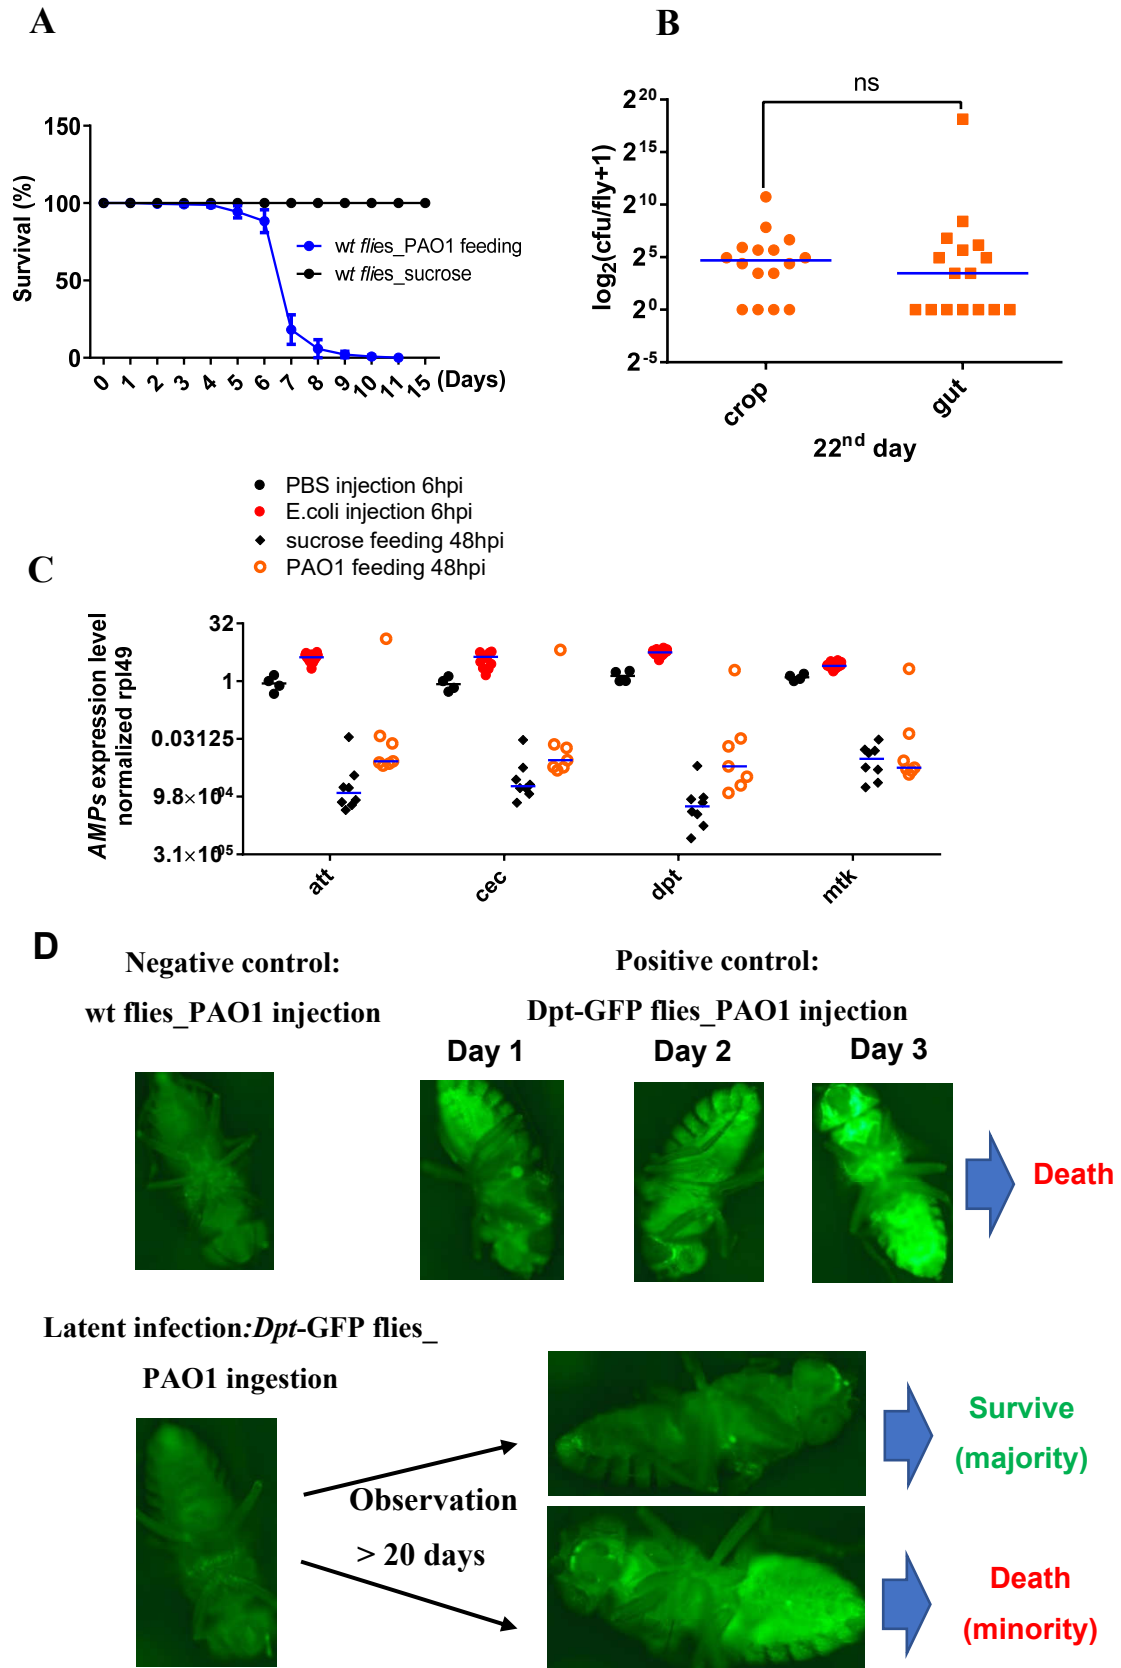 A
150
100
50
0
Survival (%)
wt flies_PAO1 feeding
wt flies_sucrose
0 1 2 3 4 5 6 7 8 9 10 11 15 (Days)
B
ns
2^20
2^15
2^10
2^5
2^0
2^-5
log2(cfu/fly+1)
crop gut
22nd day
PBS injection 6hpi
E.coli injection 6hpi
sucrose feeding 48hpi
PAO1 feeding 48hpi
C
AMPs expression level
normalized rpl49
32
1
0.03125
9.8×10^-04
3.1×10^-05
att cec dpt mtk
D
Negative control:
wt flies_PAO1 injection
Positive control:
Dpt-GFP flies_PAO1 injection
Day 1 Day 2 Day 3
Death
Latent infection:Dpt-GFP flies_
PAO1 ingestion
Observation
> 20 days
Survive
(majority)
Death
(minority)